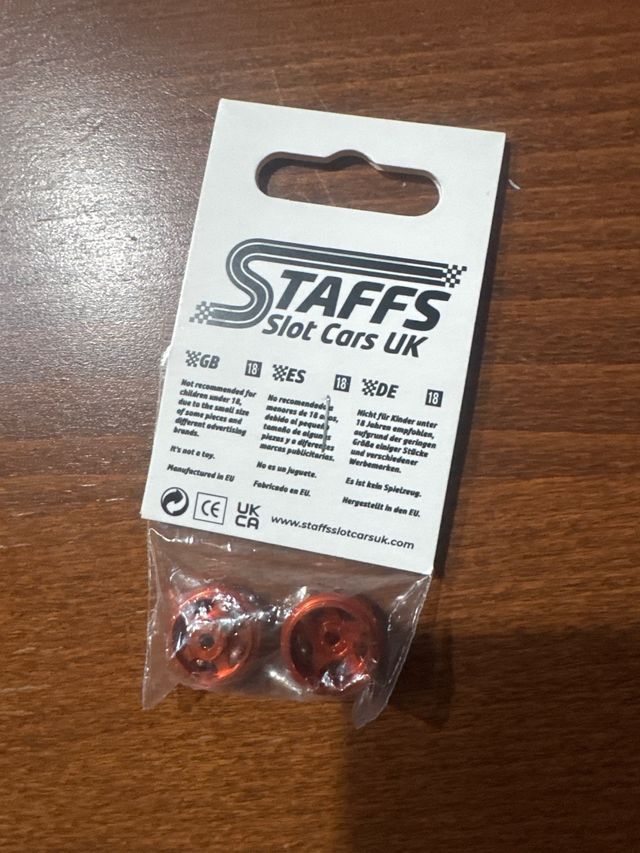 STAFFS
Slot Cars UK
GB 18
Not recommended for
children under 18,
due to the small size
of some pieces and
different advertising
brands.
It's not a toy.
Manufactured in EU
ES 18
No recomendado a
menores de 18 años,
debido al pequeño
tamaño de algunas
piezas y a diferentes
marcas publicitarias.
No es un juguete.
Fabricado en EU.
DE 18
Nicht für Kinder unter
18 Jahren empfohlen,
aufgrund der geringen
Größe einiger Stücke
und verschiedener
Werbemarken.
Es ist kein Spielzeug.
Hergestellt in den EU.
CE
UK
CA
www.staffsslotcarsuk.com